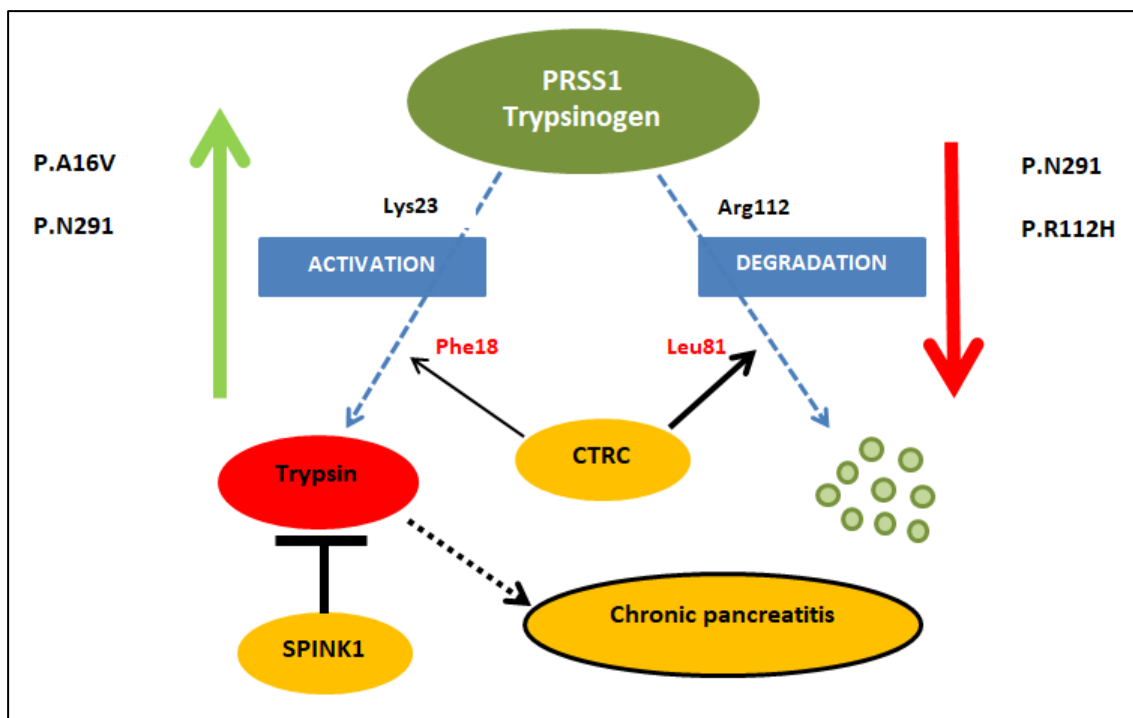 PRSS1
Trypsinogen
P.A16V
P.N291
P.N291
P.R112H
Lys23
Arg112
ACTIVATION
DEGRADATION
Phe18
Leu81
Trypsin
CTRC
SPINK1
Chronic pancreatitis